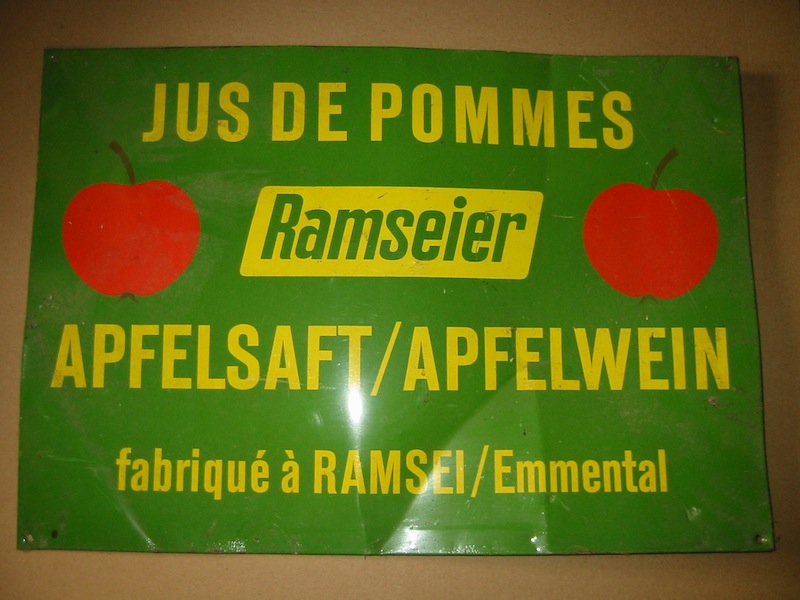 JUS DE POMMES
Ramseier
APFELSAFT/APFELWEIN
fabriqué à RAMSEI/Emmental